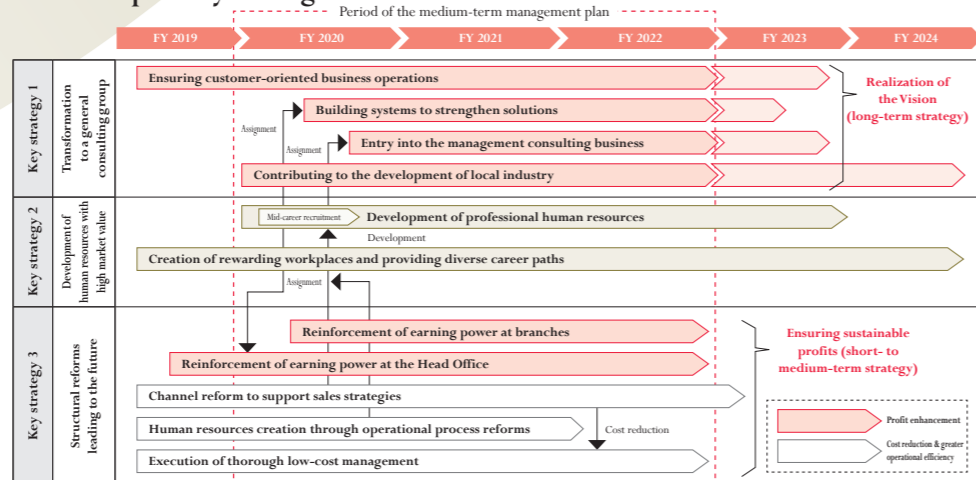 Period of the medium-term management plan
FY 2019
FY 2020
FY 2021
FY 2022
FY 2023
FY 2024
Key strategy 1
Transformation
to a general
consulting group
Ensuring customer-oriented business operations
Building systems to strengthen solutions
Assignment
Entry into the management consulting business
Assignment
Contributing to the development of local industry
Realization of
the Vision
(long-term strategy)
Key strategy 2
Development of
human resources with
high market value
Mid-career recruitment
Development of professional human resources
Development
Creation of rewarding workplaces and providing diverse career paths
Assignment
Key strategy 3
Structural reforms
leading to the future
Reinforcement of earning power at branches
Reinforcement of earning power at the Head Office
Channel reform to support sales strategies
Human resources creation through operational process reforms
Cost reduction
Execution of thorough low-cost management
Ensuring sustainable
profits (short- to
medium-term strategy)
Profit enhancement
Cost reduction & greater
operational efficiency